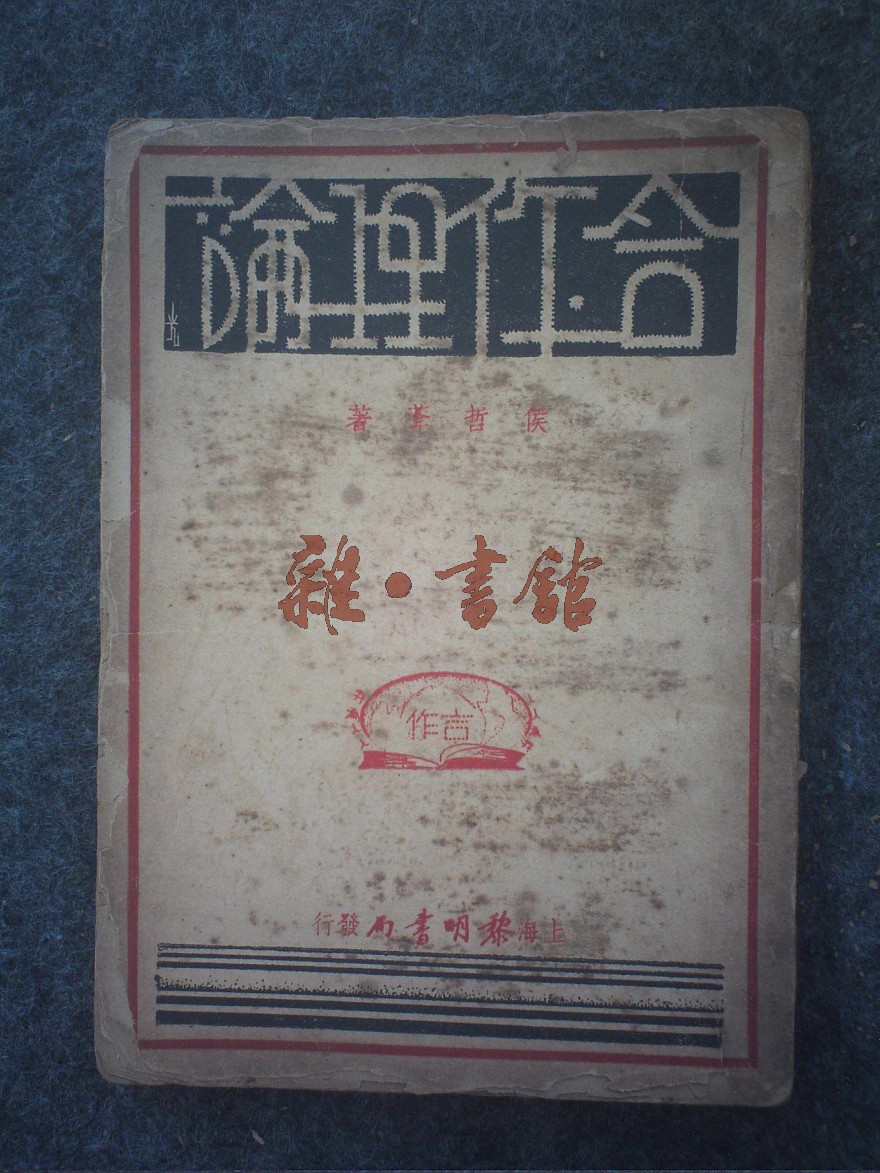 合作理論
侯哲葊著
雜·書館
上海黎明書局發行